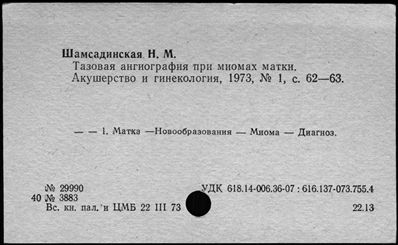 Шамсадинская Н. М.
Тазовая ангиография при миомах матки.
Акушерство и гинекология, 1973, № 1, с. 62—63.
— — 1. Матка —Новообразования — Миома — Диагноз.
№ 29990 УДК 618.14-006.36-07 : 616.137-073.755.4
40 № 3883
Вс. кн. пал. и ЦМБ 22 III 73 22.13